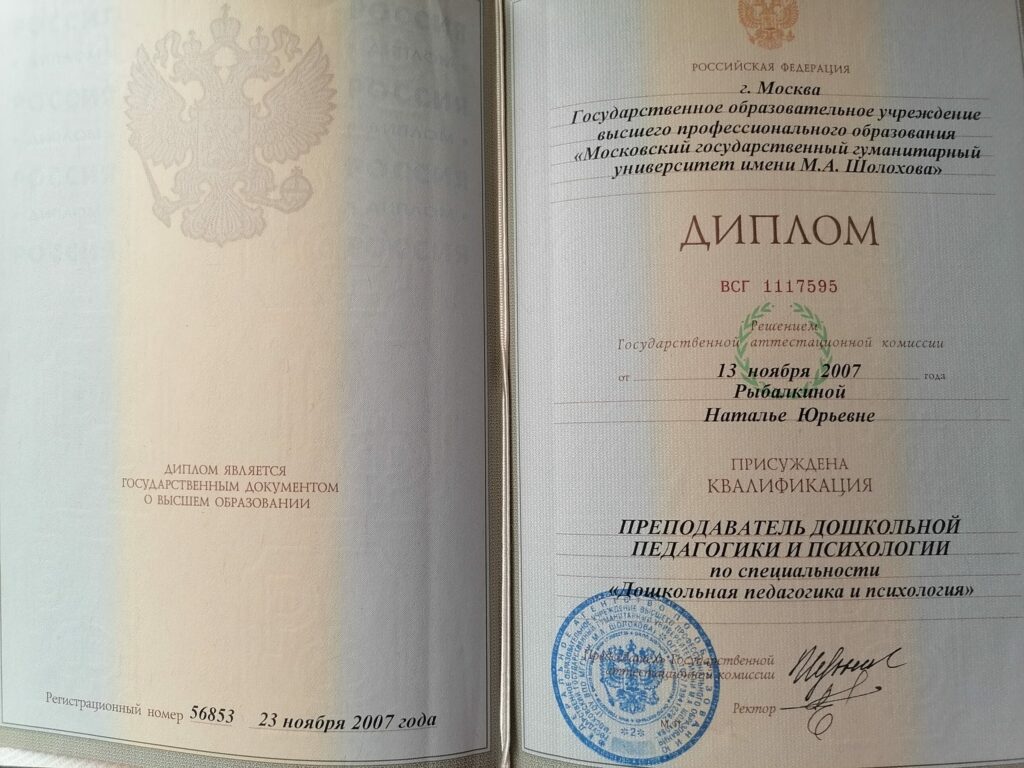 ДИПЛОМ ЯВЛЯЕТСЯ
ГОСУДАРСТВЕННЫМ ДОКУМЕНТОМ
О ВЫСШЕМ ОБРАЗОВАНИИ
Регистрационный номер 56853 23 ноября 2007 года
РОССИЙСКАЯ ФЕДЕРАЦИЯ
г. Москва
Государственное образовательное учреждение
высшего профессионального образования
«Московский государственный гуманитарный
университет имени М.А. Шолохова»
ДИПЛОМ
ВСГ 1117595
Решением
Государственной аттестационной комиссии
от 13 ноября 2007 года
Рыбалкиной
Наталье Юрьевне
ПРИСУЖДЕНА
КВАЛИФИКАЦИЯ
ПРЕПОДАВАТЕЛЬ ДОШКОЛЬНОЙ
ПЕДАГОГИКИ И ПСИХОЛОГИИ
по специальности
«Дошкольная педагогика и психология»
Председатель Государственной
аттестационной комиссии
Ректор